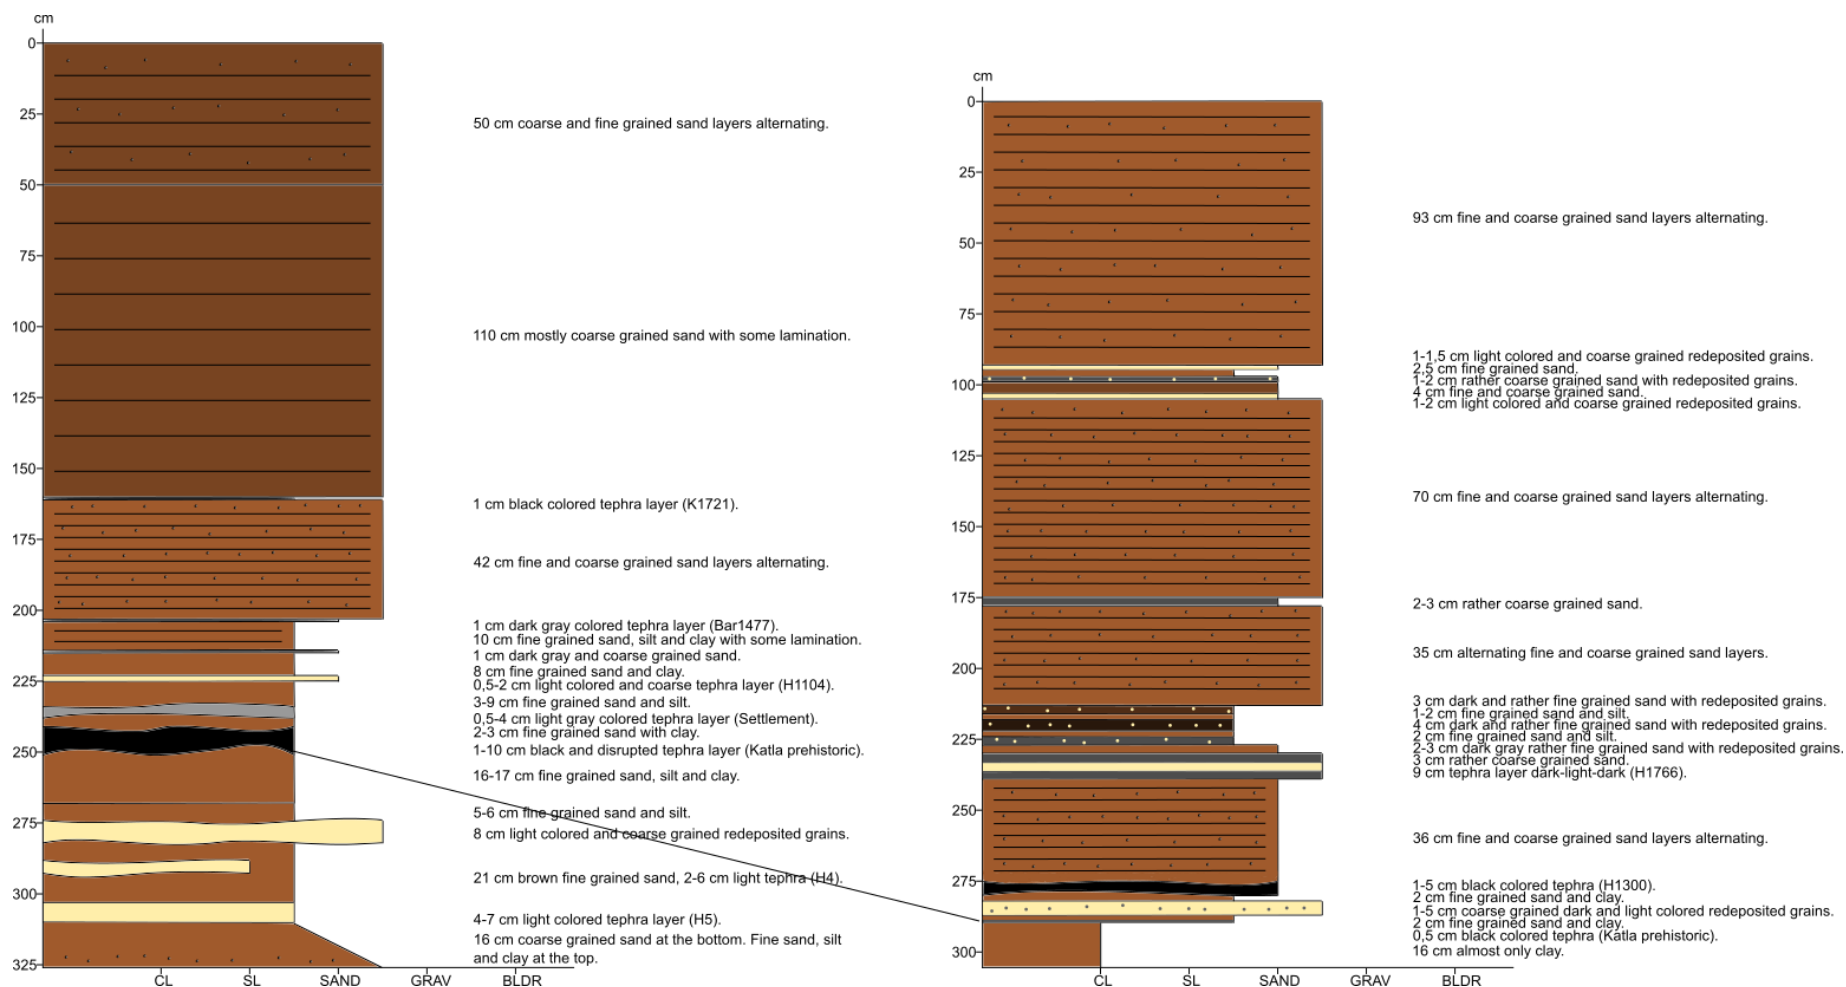 cm
0
25
50
75
100
125
150
175
200
225
250
275
300
325
50 cm coarse and fine grained sand layers alternating.
110 cm mostly coarse grained sand with some lamination.
1 cm black colored tephra layer (K1721).
42 cm fine and coarse grained sand layers alternating.
1 cm dark gray colored tephra layer (Bar1477).
10 cm fine grained sand, silt and clay with some lamination.
1 cm dark gray and coarse grained sand.
8 cm fine grained sand and clay.
0,5-2 cm light colored and coarse tephra layer (H1104).
3-9 cm fine grained sand and silt.
0,5-4 cm light gray colored tephra layer (Settlement).
2-3 cm fine grained sand with clay.
1-10 cm black and disrupted tephra layer (Katla prehistoric).
16-17 cm fine grained sand, silt and clay.
5-6 cm fine grained sand and silt.
8 cm light colored and coarse grained redeposited grains.
21 cm brown fine grained sand, 2-6 cm light tephra (H4).
4-7 cm light colored tephra layer (H5).
16 cm coarse grained sand at the bottom. Fine sand, silt
and clay at the top.
CL SL SAND GRAV BLDR
cm
0
25
50
75
100
125
150
175
200
225
250
275
300
93 cm fine and coarse grained sand layers alternating.
1-1,5 cm light colored and coarse grained redeposited grains.
2,5 cm fine grained sand.
1-2 cm rather coarse grained sand with redeposited grains.
4 cm fine and coarse grained sand.
1-2 cm light colored and coarse grained redeposited grains.
70 cm fine and coarse grained sand layers alternating.
2-3 cm rather coarse grained sand.
35 cm alternating fine and coarse grained sand layers.
3 cm dark and rather fine grained sand with redeposited grains.
1-2 cm fine grained sand and silt.
4 cm dark and rather fine grained sand with redeposited grains.
2 cm fine grained sand and silt.
2-3 cm dark gray rather fine grained sand with redeposited grains.
3 cm rather coarse grained sand.
9 cm tephra layer dark-light-dark (H1766).
36 cm fine and coarse grained sand layers alternating.
1-5 cm black colored tephra (H1300).
2 cm fine grained sand and clay.
1-5 cm coarse grained dark and light colored redeposited grains.
2 cm fine grained sand and clay.
0,5 cm black colored tephra (Katla prehistoric).
16 cm almost only clay.
CL SL SAND GRAV BLDR